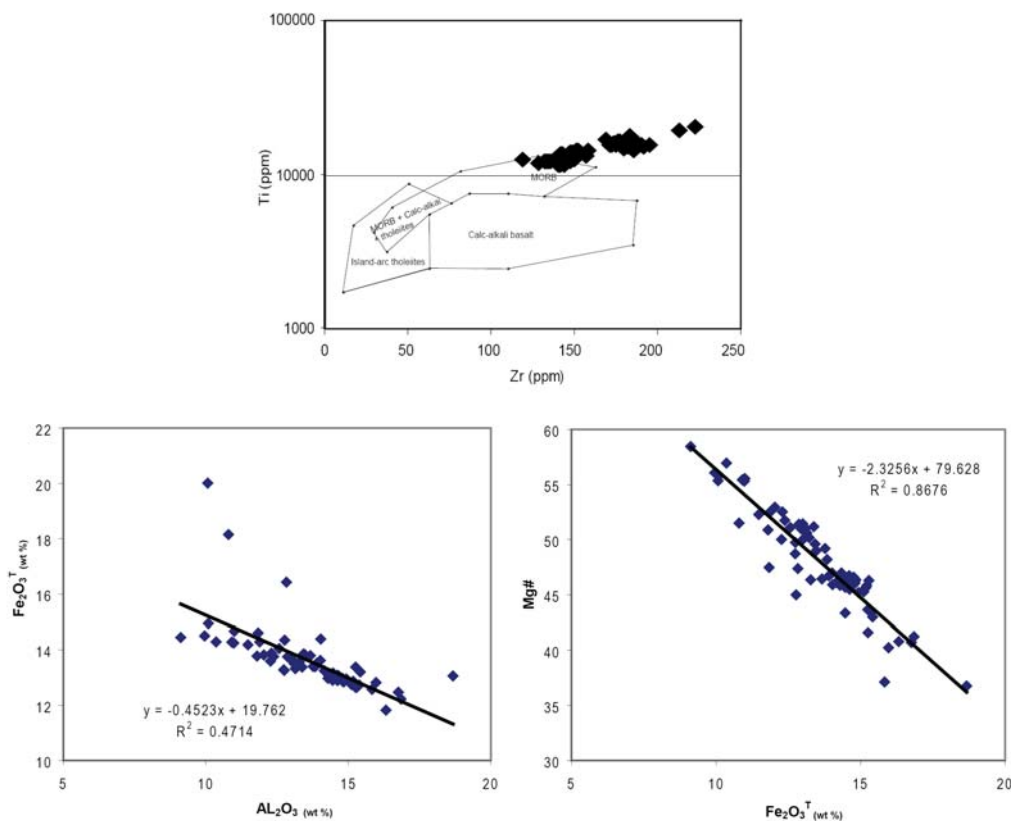 100000
10000
1000
Ti (ppm)
MORB
MORB + Calc-alkai
tholeiites
Calc-alkali basalt
Island-arc tholeiites
0 50 100 150 200 250
Zr (ppm)
22
20
18
16
14
12
10
Fe₂O₃ᵀ (wt %)
y = -0.4523x + 19.762
R² = 0.4714
5 10 15 20
AL₂O₃ (wt %)
60
55
50
45
40
35
30
Mg#
y = -2.3256x + 79.628
R² = 0.8676
5 10 15 20
Fe₂O₃ᵀ (wt %)